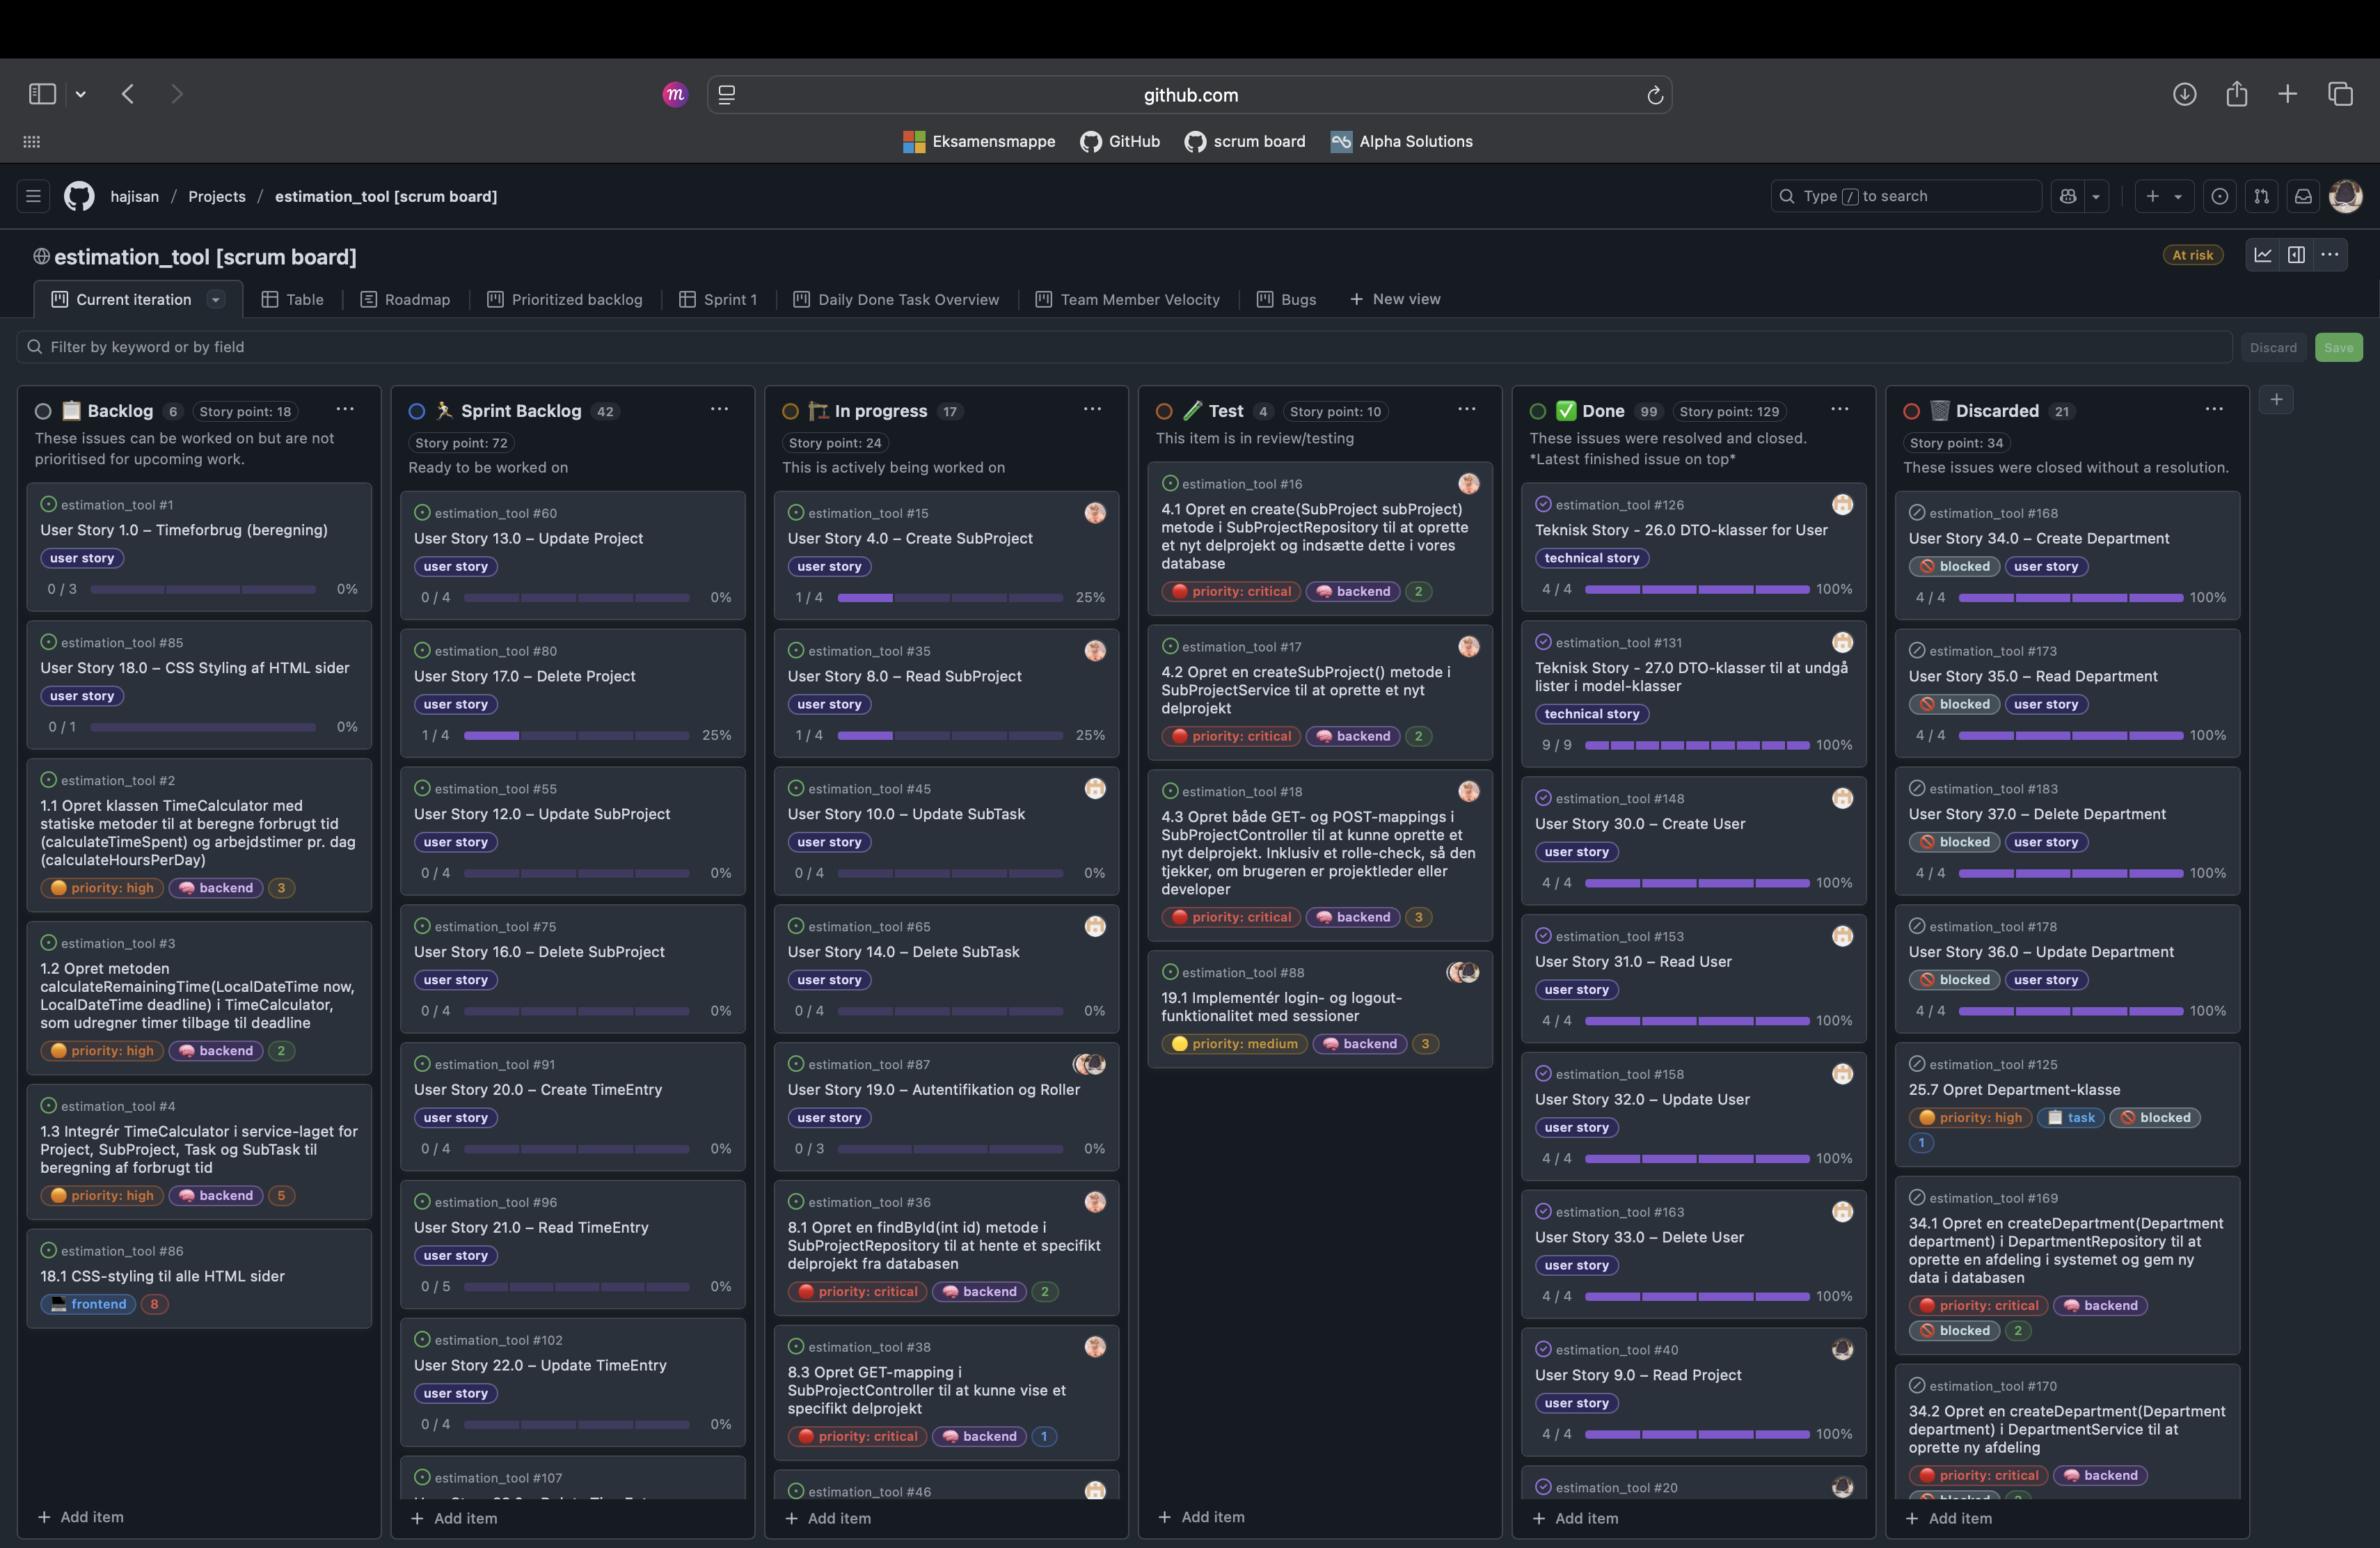 github.com
Eksamensmappe
GitHub
scrum board
Alpha Solutions
hajisan / Projects / estimation_tool [scrum board]
Type / to search
estimation_tool [scrum board]
At risk
Current iteration
Table
Roadmap
Prioritized backlog
Sprint 1
Daily Done Task Overview
Team Member Velocity
Bugs
+ New view
Filter by keyword or by field
Discard
Save
Backlog 6 Story point: 18
These issues can be worked on but are not
prioritised for upcoming work.
estimation_tool #1
User Story 1.0 – Timeforbrug (beregning)
user story
0 / 3 0%
estimation_tool #85
User Story 18.0 – CSS Styling af HTML sider
user story
0 / 1 0%
estimation_tool #2
1.1 Opret klassen TimeCalculator med
statiske metoder til at beregne forbrugt tid
(calculateTimeSpent) og arbejdstimer pr. dag
(calculateHoursPerDay)
priority: high backend 3
estimation_tool #3
1.2 Opret metoden
calculateRemainingTime(LocalDateTime now,
LocalDateTime deadline) i TimeCalculator,
som udregner timer tilbage til deadline
priority: high backend 2
estimation_tool #4
1.3 Integrér TimeCalculator i service-laget for
Project, SubProject, Task og SubTask til
beregning af forbrugt tid
priority: high backend 5
estimation_tool #86
18.1 CSS-styling til alle HTML sider
frontend 8
+ Add item
Sprint Backlog 42
Story point: 72
Ready to be worked on
estimation_tool #60
User Story 13.0 – Update Project
user story
0 / 4 0%
estimation_tool #80
User Story 17.0 – Delete Project
user story
1 / 4 25%
estimation_tool #55
User Story 12.0 – Update SubProject
user story
0 / 4 0%
estimation_tool #75
User Story 16.0 – Delete SubProject
user story
0 / 4 0%
estimation_tool #91
User Story 20.0 – Create TimeEntry
user story
0 / 4 0%
estimation_tool #96
User Story 21.0 – Read TimeEntry
user story
0 / 5 0%
estimation_tool #102
User Story 22.0 – Update TimeEntry
user story
0 / 4 0%
estimation_tool #107
+ Add item
In progress 17
Story point: 24
This is actively being worked on
estimation_tool #15
User Story 4.0 – Create SubProject
user story
1 / 4 25%
estimation_tool #35
User Story 8.0 – Read SubProject
user story
1 / 4 25%
estimation_tool #45
User Story 10.0 – Update SubTask
user story
0 / 4 0%
estimation_tool #65
User Story 14.0 – Delete SubTask
user story
0 / 4 0%
estimation_tool #87
User Story 19.0 – Autentifikation og Roller
user story
0 / 3 0%
estimation_tool #36
8.1 Opret en findById(int id) metode i
SubProjectRepository til at hente et specifikt
delprojekt fra databasen
priority: critical backend 2
estimation_tool #38
8.3 Opret GET-mapping i
SubProjectController til at kunne vise et
specifikt delprojekt
priority: critical backend 1
estimation_tool #46
+ Add item
Test 4 Story point: 10
This item is in review/testing
estimation_tool #16
4.1 Opret en create(SubProject subProject)
metode i SubProjectRepository til at oprette
et nyt delprojekt og indsætte dette i vores
database
priority: critical backend 2
estimation_tool #17
4.2 Opret en createSubProject() metode i
SubProjectService til at oprette et nyt
delprojekt
priority: critical backend 2
estimation_tool #18
4.3 Opret både GET- og POST-mappings i
SubProjectController til at kunne oprette et
nyt delprojekt. Inklusiv et rolle-check, så den
tjekker, om brugeren er projektleder eller
developer
priority: critical backend 3
estimation_tool #88
19.1 Implementér login- og logout-
funktionalitet med sessioner
priority: medium backend 3
+ Add item
Done 99 Story point: 129
These issues were resolved and closed.
*Latest finished issue on top*
estimation_tool #126
Teknisk Story - 26.0 DTO-klasser for User
technical story
4 / 4 100%
estimation_tool #131
Teknisk Story - 27.0 DTO-klasser til at undgå
lister i model-klasser
technical story
9 / 9 100%
estimation_tool #148
User Story 30.0 – Create User
user story
4 / 4 100%
estimation_tool #153
User Story 31.0 – Read User
user story
4 / 4 100%
estimation_tool #158
User Story 32.0 – Update User
user story
4 / 4 100%
estimation_tool #163
User Story 33.0 – Delete User
user story
4 / 4 100%
estimation_tool #40
User Story 9.0 – Read Project
user story
4 / 4 100%
estimation_tool #20
+ Add item
Discarded 21
Story point: 34
These issues were closed without a resolution.
estimation_tool #168
User Story 34.0 – Create Department
blocked user story
4 / 4 100%
estimation_tool #173
User Story 35.0 – Read Department
blocked user story
4 / 4 100%
estimation_tool #183
User Story 37.0 – Delete Department
blocked user story
4 / 4 100%
estimation_tool #178
User Story 36.0 – Update Department
blocked user story
4 / 4 100%
estimation_tool #125
25.7 Opret Department-klasse
priority: high task blocked
1
estimation_tool #169
34.1 Opret en createDepartment(Department
department) i DepartmentRepository til at
oprette en afdeling i systemet og gem ny
data i databasen
priority: critical backend
blocked 2
estimation_tool #170
34.2 Opret en createDepartment(Department
department) i DepartmentService til at
oprette ny afdeling
priority: critical backend
+ Add item